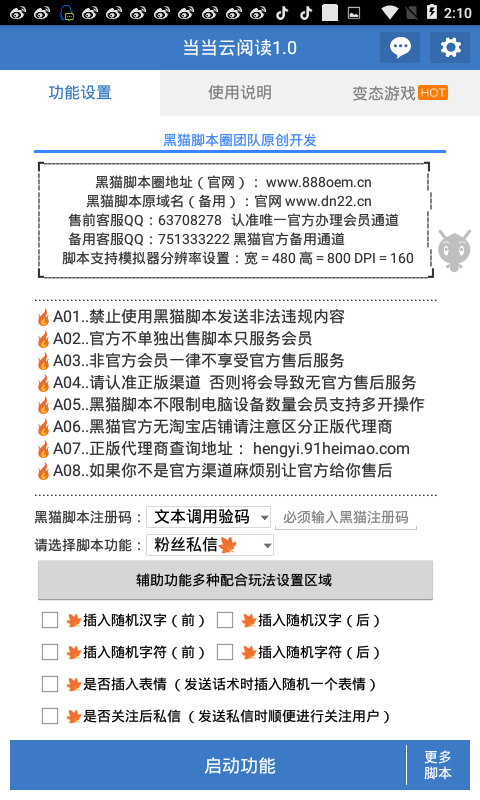 2:10
当当云阅读1.0
功能设置 使用说明 变态游戏 HOT
黑猫脚本圈团队原创开发
黑猫脚本圈地址（官网）：www.888oem.cn
黑猫脚本原域名（备用）：官网 www.dn22.cn
售前客服QQ：63708278 认准唯一官方办理会员通道
备用客服QQ：751333222 黑猫官方备用通道
脚本支持模拟器分辨率设置：宽 = 480 高 = 800 DPI = 160
A01..禁止使用黑猫脚本发送非法违规内容
A02..官方不单独出售脚本只服务会员
A03..非官方会员一律不享受官方售后服务
A04..请认准正版渠道 否则将会导致无官方售后服务
A05..黑猫脚本不限制电脑设备数量会员支持多开操作
A06..黑猫官方无淘宝店铺请注意区分正版代理商
A07..正版代理商查询地址： hengyi.91heimao.com
A08..如果你不是官方渠道麻烦别让官方给你售后
黑猫脚本注册码：文本调用验码 必须输入黑猫注册码
请选择脚本功能：粉丝私信🍁
辅助功能多种配合玩法设置区域
🍁插入随机汉字（前） 🍁插入随机汉字（后）
🍁插入随机字符（前） 🍁插入随机字符（后）
🍁是否插入表情（发送话术时插入随机一个表情）
🍁是否关注后私信（发送私信时顺便进行关注用户）
启动功能 更多
脚本